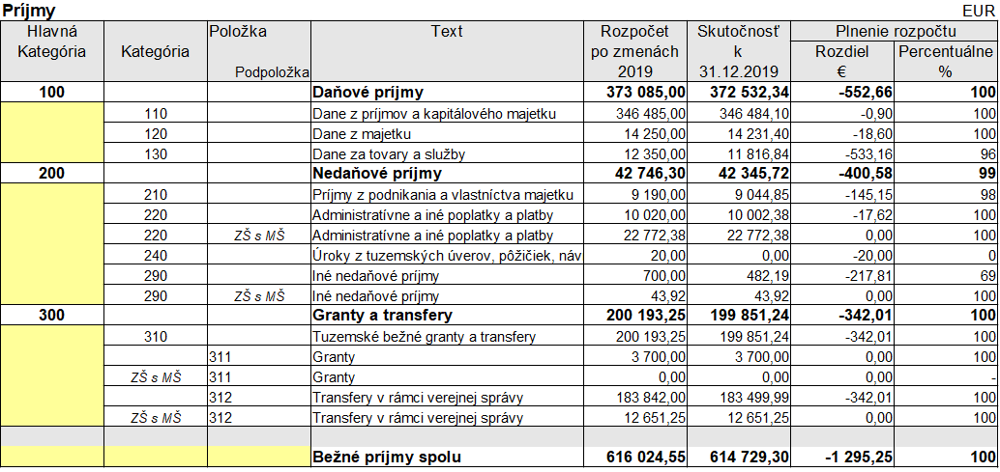 Príjmy EUR
Hlavná Položka Text Rozpočet Skutočnosť Plnenie rozpočtu
Kategória Kategória po zmenách k Rozdiel Percentuálne
Podpoložka 2019 31.12.2019 € %
100 Daňové príjmy 373 085,00 372 532,34 -552,66 100
110 Dane z príjmov a kapitálového majetku 346 485,00 346 484,10 -0,90 100
120 Dane z majetku 14 250,00 14 231,40 -18,60 100
130 Dane za tovary a služby 12 350,00 11 816,84 -533,16 96
200 Nedaňové príjmy 42 746,30 42 345,72 -400,58 99
210 Príjmy z podnikania a vlastníctva majetku 9 190,00 9 044,85 -145,15 98
220 Administratívne a iné poplatky a platby 10 020,00 10 002,38 -17,62 100
220 ZŠ s MŠ Administratívne a iné poplatky a platby 22 772,38 22 772,38 0,00 100
240 Úroky z tuzemských úverov, pôžičiek, náv 20,00 0,00 -20,00 0
290 Iné nedaňové príjmy 700,00 482,19 -217,81 69
290 ZŠ s MŠ Iné nedaňové príjmy 43,92 43,92 0,00 100
300 Granty a transfery 200 193,25 199 851,24 -342,01 100
310 Tuzemské bežné granty a transfery 200 193,25 199 851,24 -342,01 100
311 Granty 3 700,00 3 700,00 0,00 100
ZŠ s MŠ 311 Granty 0,00 0,00 0,00 -
312 Transfery v rámci verejnej správy 183 842,00 183 499,99 -342,01 100
ZŠ s MŠ 312 Transfery v rámci verejnej správy 12 651,25 12 651,25 0,00 100
Bežné príjmy spolu 616 024,55 614 729,30 -1 295,25 100